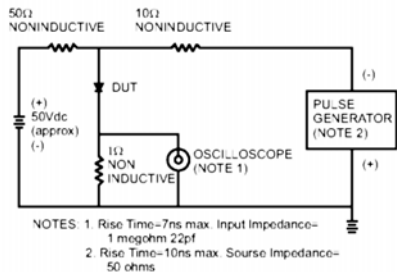 50Ω
NONINDUCTIVE
10Ω
NONINDUCTIVE
(+)
50Vdc
(approx)
(-)
DUT
1Ω
NON
INDUCTIVE
OSCILLOSCOPE
(NOTE 1)
(-)
PULSE
GENERATOR
(NOTE 2)
(+)
NOTES: 1. Rise Time=7ns max. Input Impedance=
1 megohm 22pf
2. Rise Time=10ns max. Sourse Impedance=
50 ohms